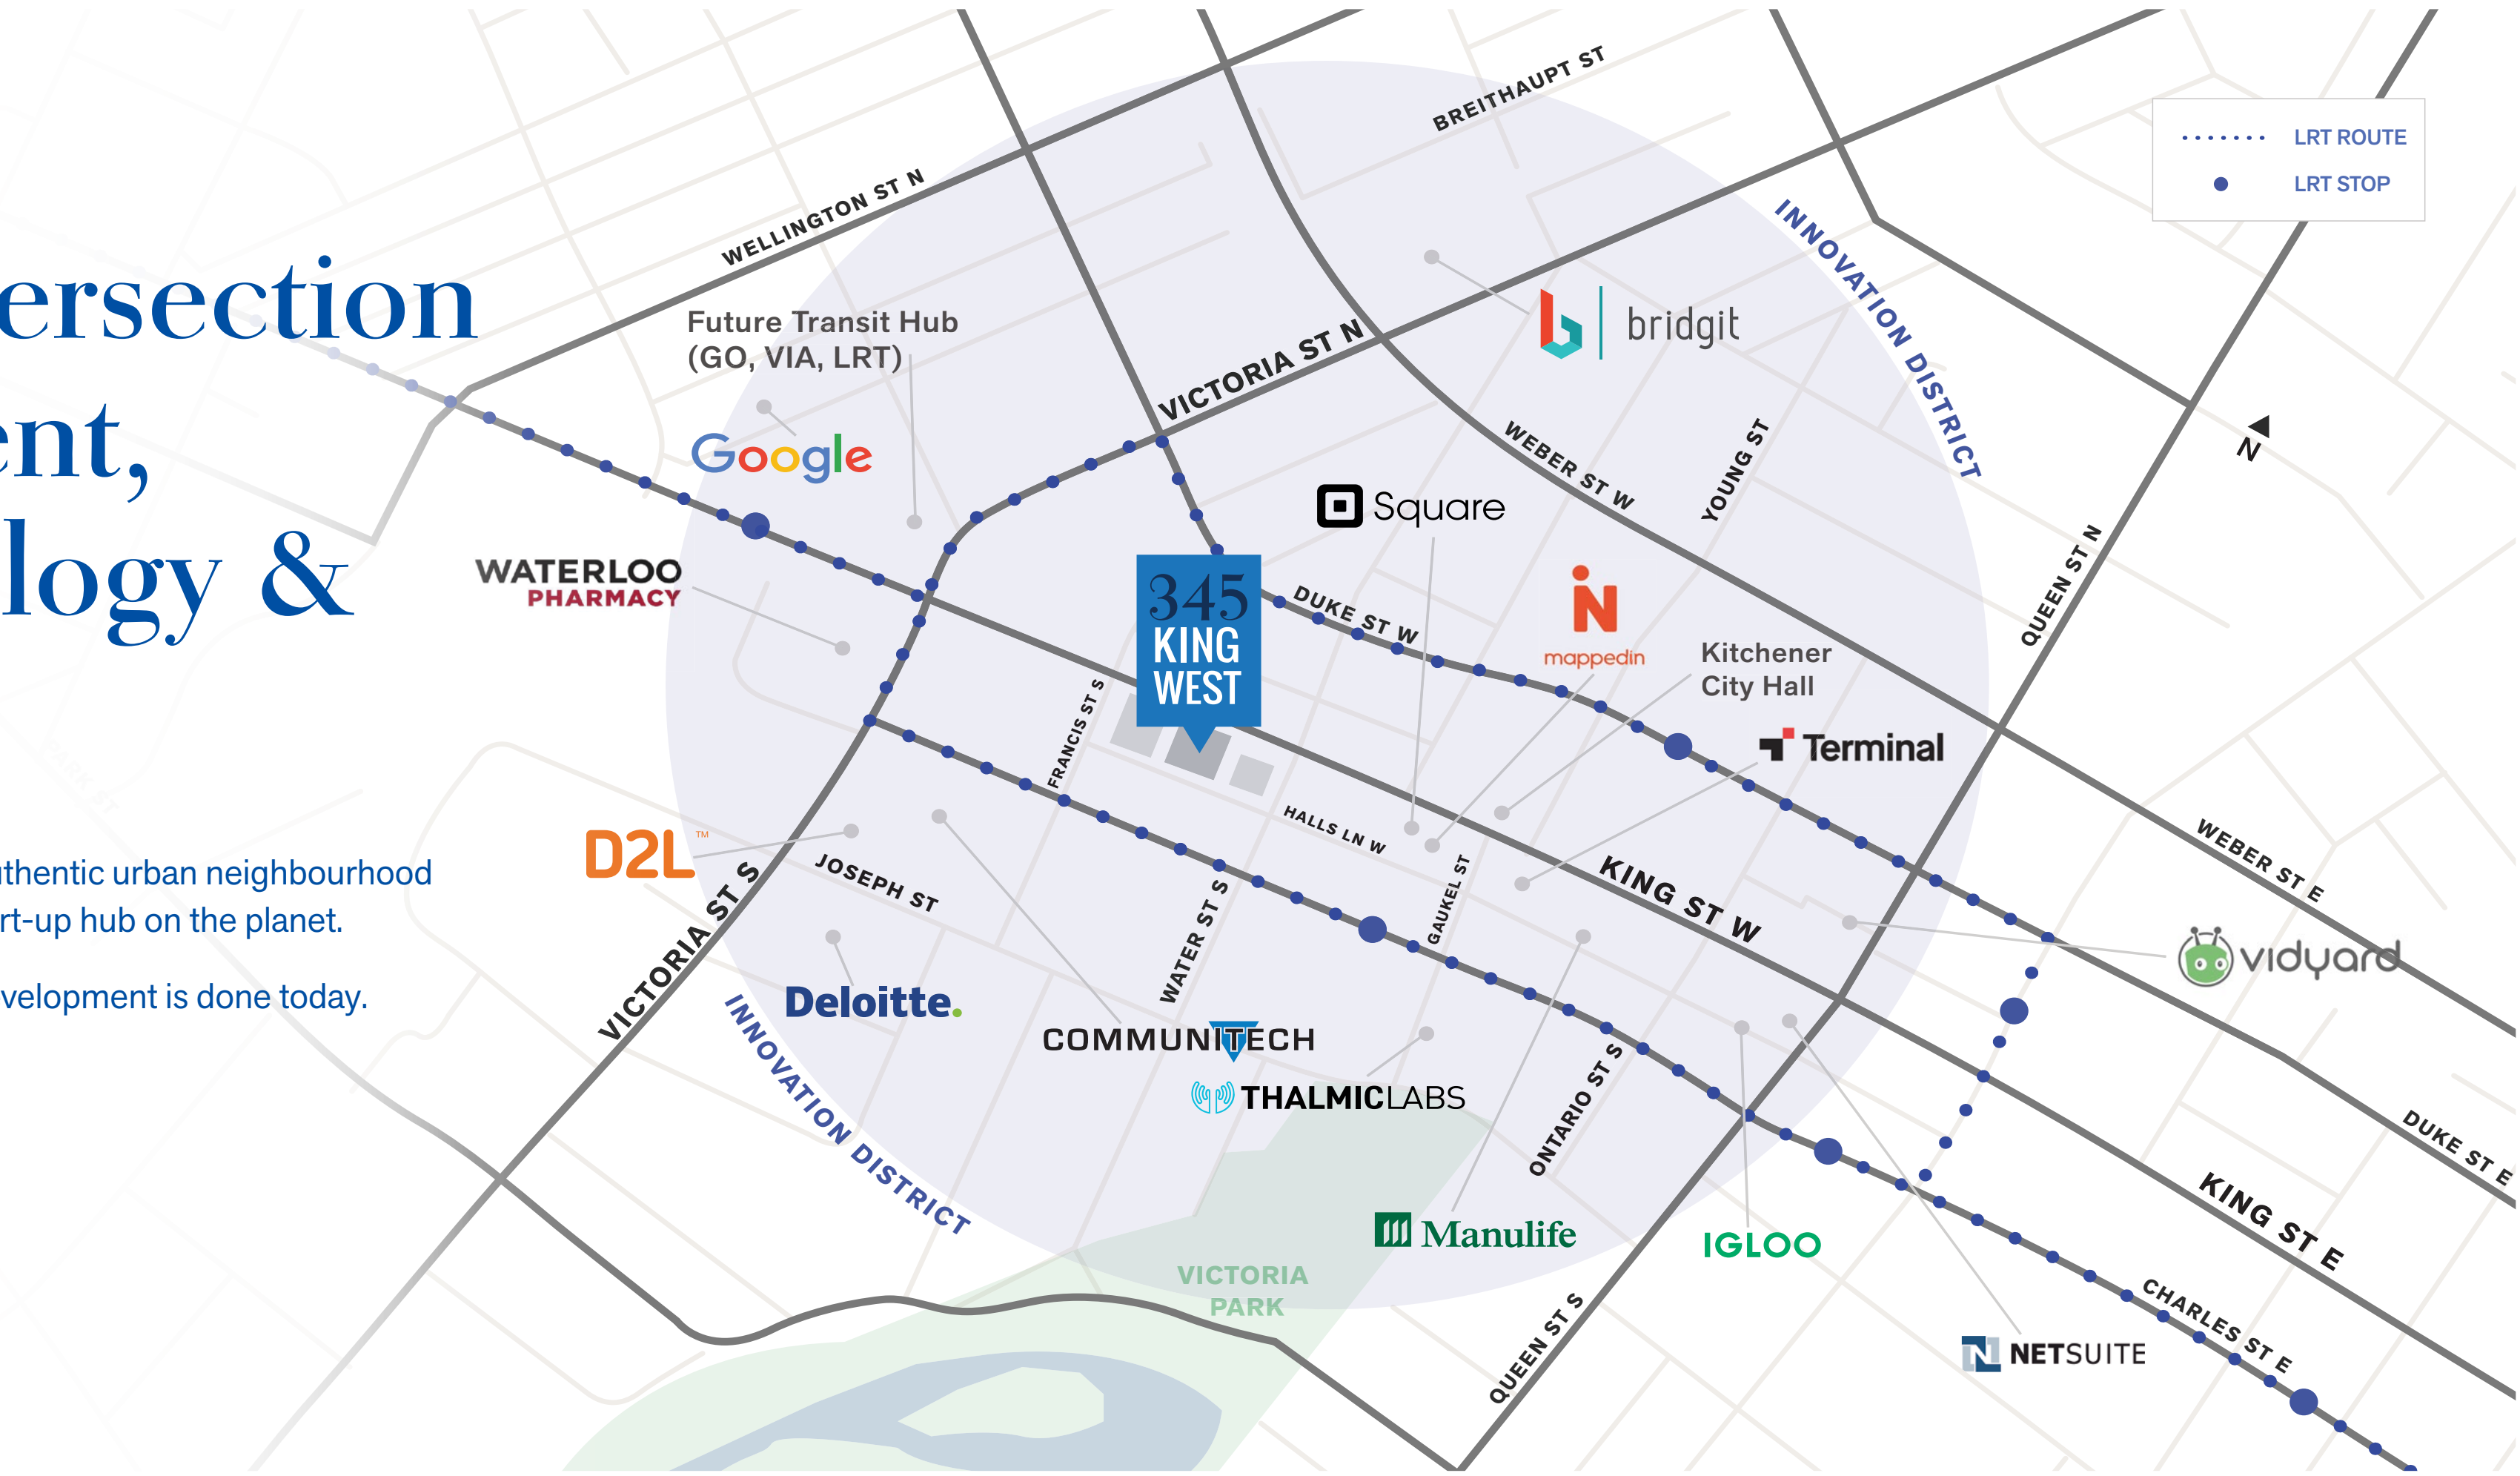 ersection
ent,
logy &
uthentic urban neighbourhood
rt-up hub on the planet.
velopment is done today.
LRT ROUTE
LRT STOP
BREITHAUPT ST
WELLINGTON ST N
INNOVATION DISTRICT
Future Transit Hub
(GO, VIA, LRT)
bridgit
VICTORIA ST N
Google
WEBER ST W
YOUNG ST
N
Square
QUEEN ST N
WATERLOO
PHARMACY
345
KING
WEST
DUKE ST W
mappedin
Kitchener
City Hall
FRANCIS ST S
Terminal
PARK ST
HALLS LN W
D2L™
JOSEPH ST
VICTORIA ST S
WATER ST S
GAUKEL ST
KING ST W
WEBER ST E
vidyard
Deloitte.
COMMUNITECH
THALMICLABS
INNOVATION DISTRICT
ONTARIO ST S
DUKE ST E
Manulife
IGLOO
KING ST E
VICTORIA
PARK
QUEEN ST S
CHARLES ST E
NETSUITE